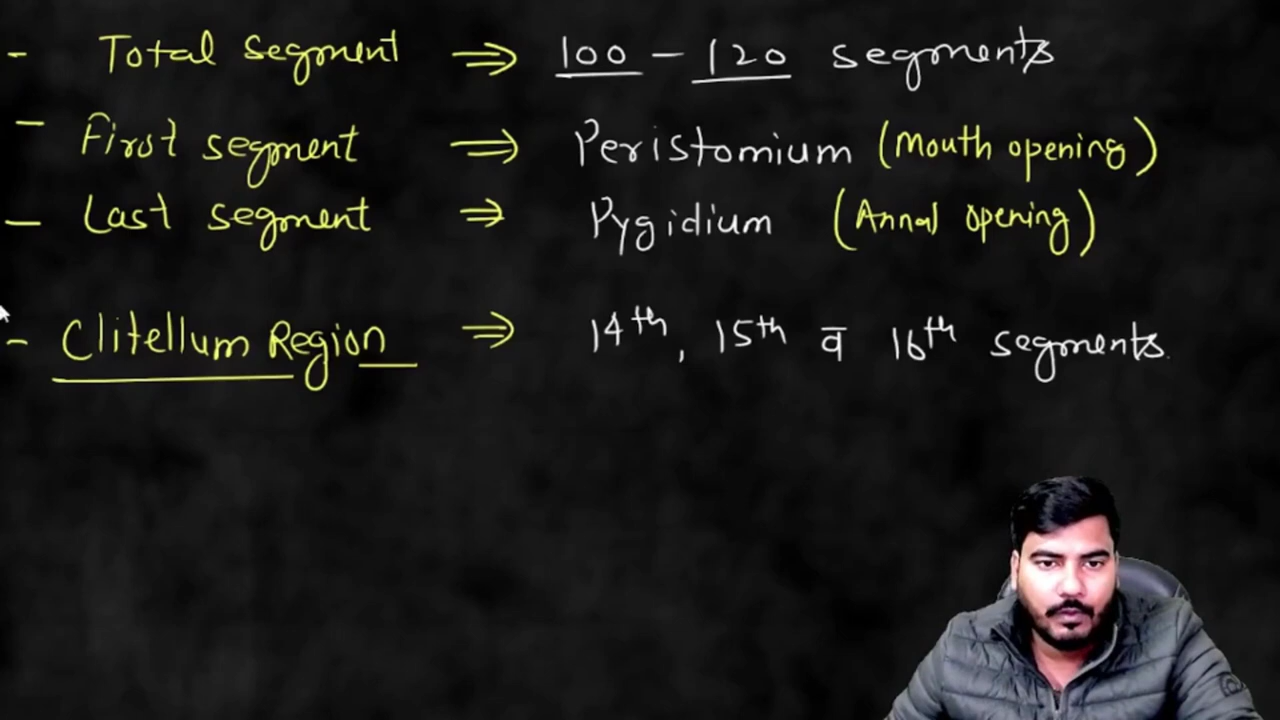 - Total segment ⇒ 100 - 120 segments
- First segment ⇒ Peristomium (Mouth opening)
- Last segment ⇒ Pygidium (Annal opening)
- Clitellum Region ⇒ 14th, 15th व 16th segments.